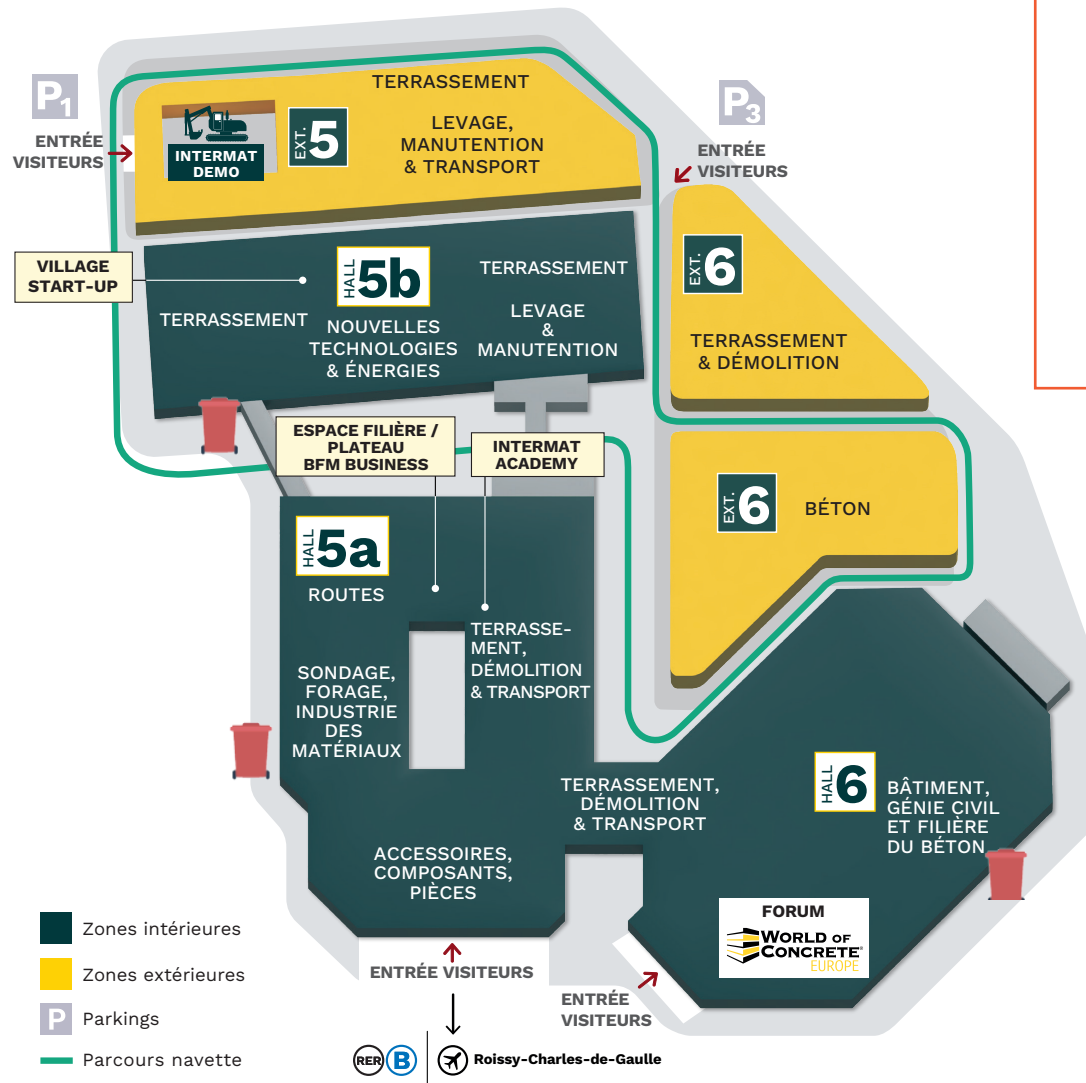 P1
ENTRÉE
VISITEURS
INTERMAT
DEMO
EXT.
5
TERRASSEMENT
LEVAGE,
MANUTENTION
& TRANSPORT
P3
ENTRÉE
VISITEURS
VILLAGE
START-UP
TERRASSEMENT
HALL
5b
NOUVELLES
TECHNOLOGIES
& ÉNERGIES
TERRASSEMENT
LEVAGE
&
MANUTENTION
EXT.
6
TERRASSEMENT
& DÉMOLITION
ESPACE FILIÈRE /
PLATEAU
BFM BUSINESS
INTERMAT
ACADEMY
EXT.
6
BÉTON
HALL
5a
ROUTES
TERRASSE-
MENT,
DÉMOLITION
& TRANSPORT
SONDAGE,
FORAGE,
INDUSTRIE
DES
MATÉRIAUX
TERRASSEMENT,
DÉMOLITION
& TRANSPORT
HALL
6
BÂTIMENT,
GÉNIE CIVIL
ET FILIÈRE
DU BÉTON
ACCESSOIRES,
COMPOSANTS,
PIÈCES
FORUM
WORLD OF
CONCRETE®
EUROPE
Zones intérieures
Zones extérieures
P Parkings
Parcours navette
ENTRÉE VISITEURS
ENTRÉE
VISITEURS
RER B
Roissy-Charles-de-Gaulle